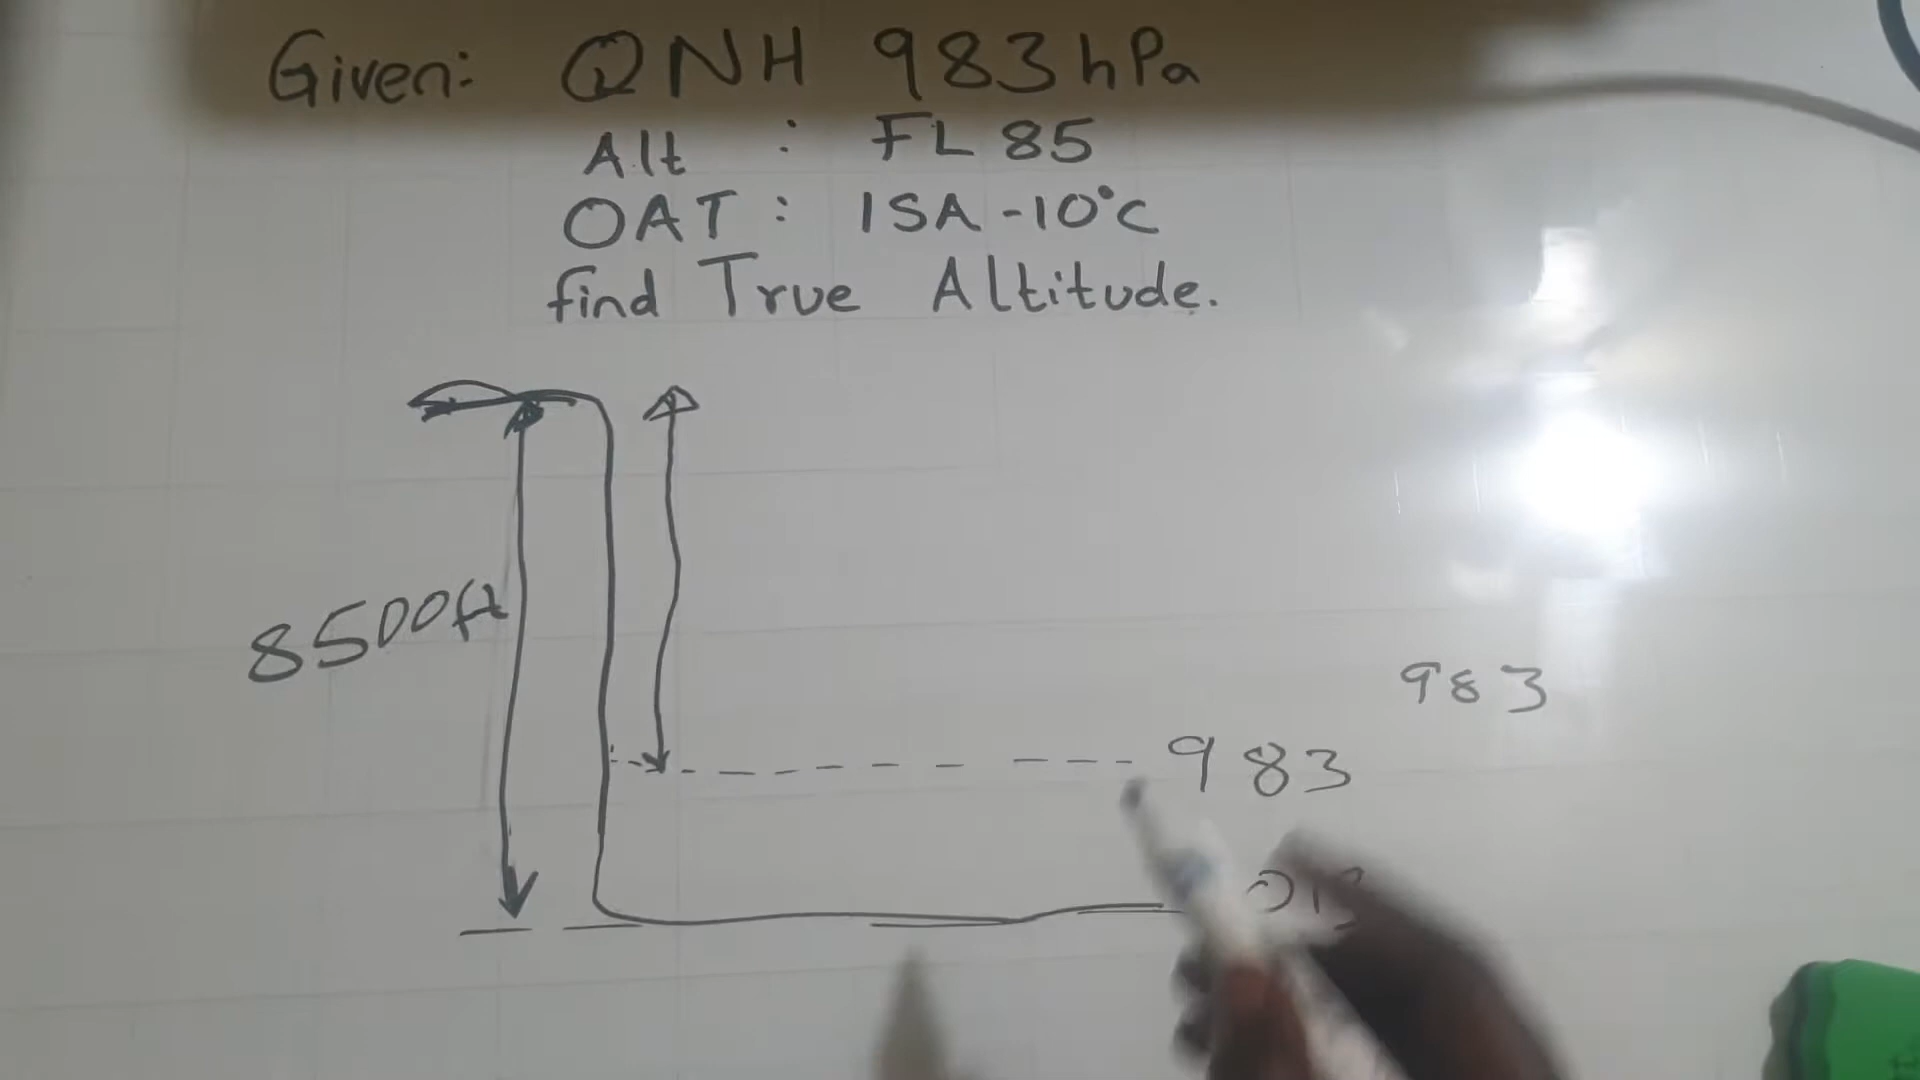 Given: QNH 983hPa
Alt : FL 85
OAT : ISA -10°C
find True Altitude.
8500ft
983
983